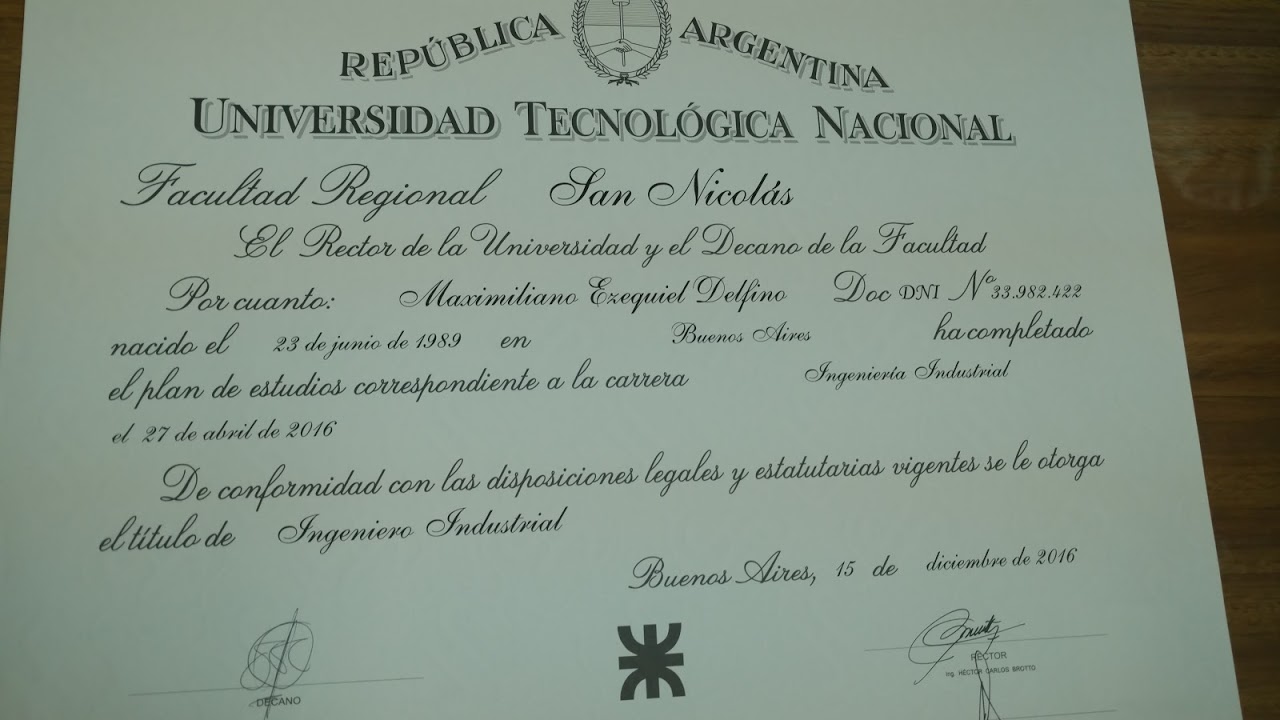 REPÚBLICA ARGENTINA
UNIVERSIDAD TECNOLÓGICA NACIONAL
Facultad Regional San Nicolás
El Rector de la Universidad y el Decano de la Facultad
Por cuanto: Maximiliano Ezequiel Delfino Doc DNI Nº 33.982.422
nacido el 23 de junio de 1989 en Buenos Aires ha completado
el plan de estudios correspondiente a la carrera Ingeniería Industrial
el 27 de abril de 2016
De conformidad con las disposiciones legales y estatutarias vigentes se le otorga
el título de Ingeniero Industrial
Buenos Aires, 15 de diciembre de 2016
DECANO
RECTOR
Ing. HÉCTOR CARLOS BROTTO